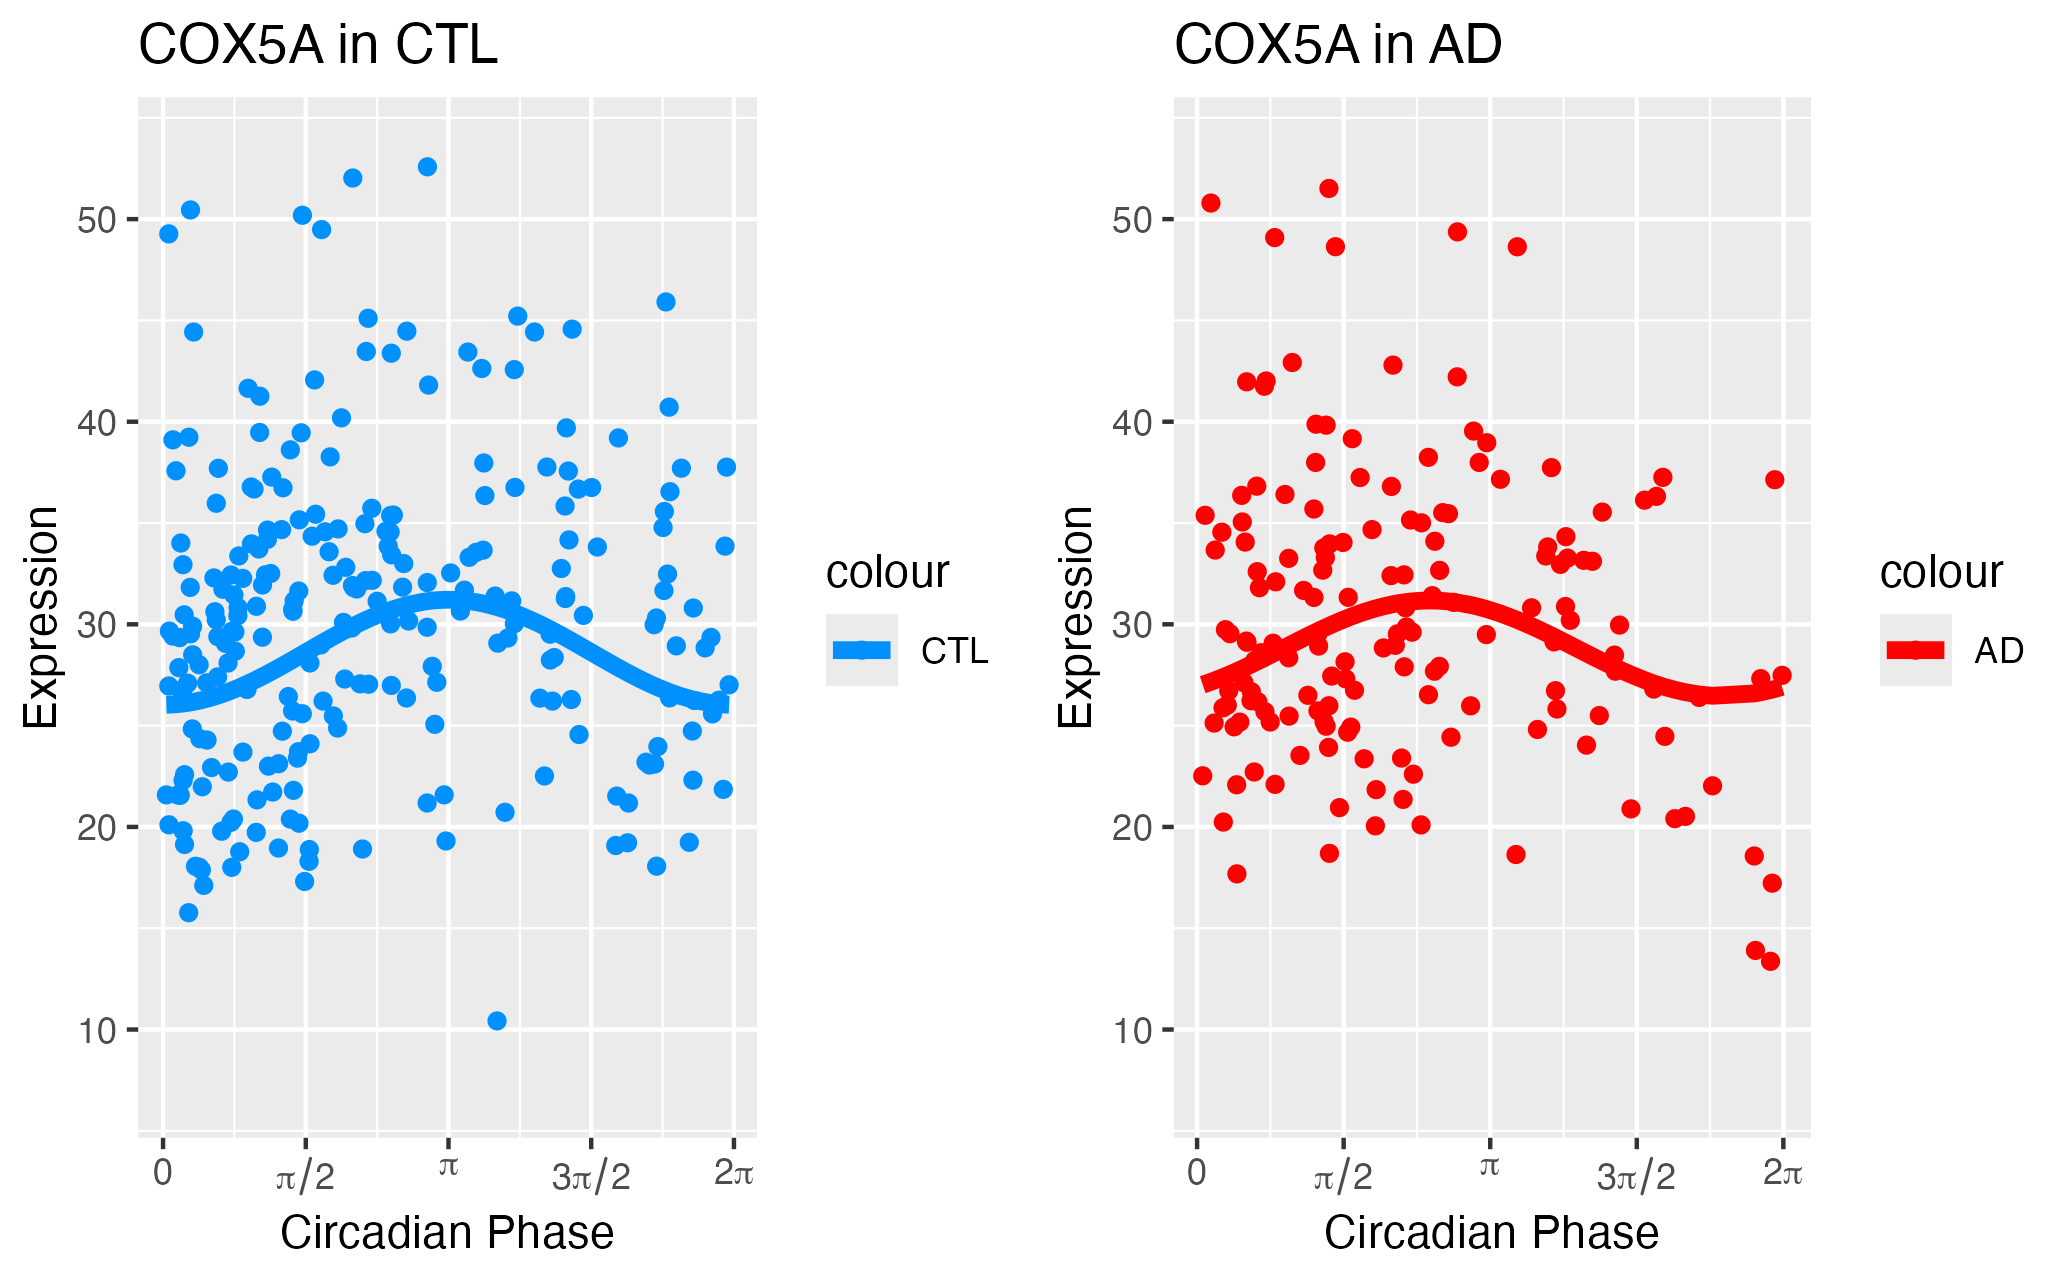 COX5A in CTL
Expression
50
40
30
20
10
0
π/2
π
3π/2
2π
Circadian Phase
colour
CTL
COX5A in AD
Expression
50
40
30
20
10
0
π/2
π
3π/2
2π
Circadian Phase
colour
AD